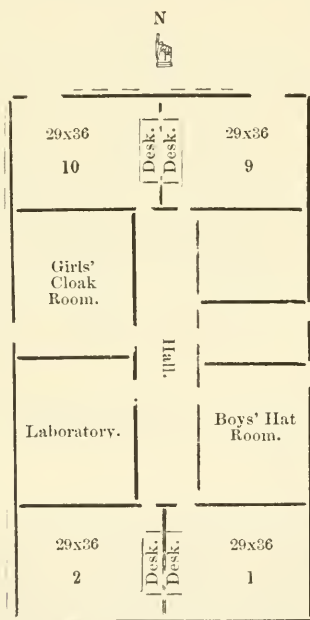 N
29x36
10
Desk.
Desk.
29x36
9
Girls'
Cloak
Room.
Hall.
Laboratory.
Boys' Hat
Room.
29x36
2
Desk.
Desk.
29x36
1